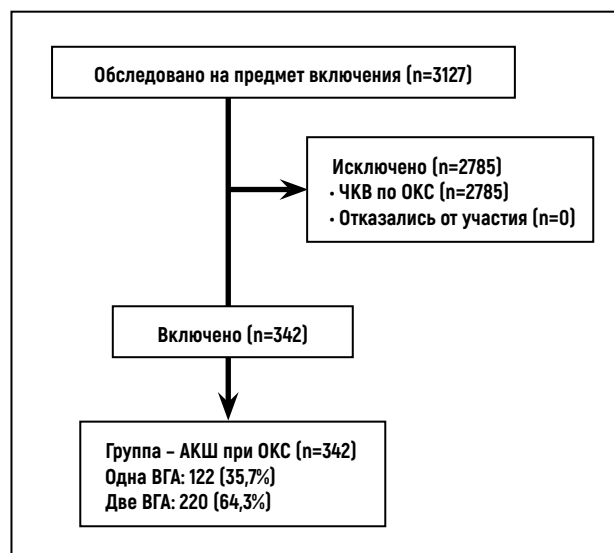 Обследовано на предмет включения (n=3127)
Исключено (n=2785)
• ЧКВ по ОКС (n=2785)
• Отказались от участия (n=0)
Включено (n=342)
Группа – АКШ при ОКС (n=342)
Одна ВГА: 122 (35,7%)
Две ВГА: 220 (64,3%)